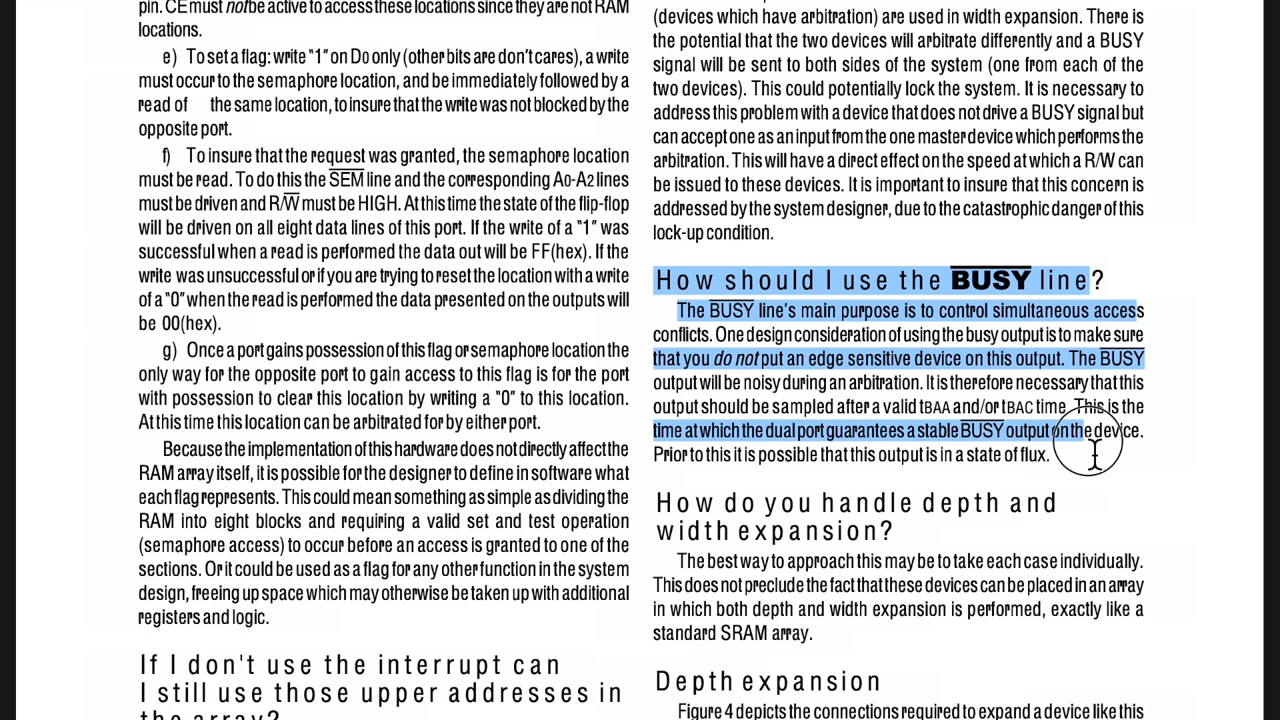 pin. CE must not be active to access these locations since they are not RAM
locations.
e) To set a flag: write "1" on D0 only (other bits are don't cares), a write
must occur to the semaphore location, and be immediately followed by a
read of the same location, to insure that the write was not blocked by the
opposite port.
f) To insure that the request was granted, the semaphore location
must be read. To do this the SEM line and the corresponding A0-A2 lines
must be driven and R/W must be HIGH. At this time the state of the flip-flop
will be driven on all eight data lines of this port. If the write of a "1" was
successful when a read is performed the data out will be FF(hex). If the
write was unsuccessful or if you are trying to reset the location with a write
of a "0" when the read is performed the data presented on the outputs will
be 00(hex).
g) Once a port gains possession of this flag or semaphore location the
only way for the opposite port to gain access to this flag is for the port
with possession to clear this location by writing a "0" to this location.
At this time this location can be arbitrated for by either port.
Because the implementation of this hardware does not directly affect the
RAM array itself, it is possible for the designer to define in software what
each flag represents. This could mean something as simple as dividing the
RAM into eight blocks and requiring a valid set and test operation
(semaphore access) to occur before an access is granted to one of the
sections. Or it could be used as a flag for any other function in the system
design, freeing up space which may otherwise be taken up with additional
registers and logic.
If I don't use the interrupt can
I still use those upper addresses in
the array?
(devices which have arbitration) are used in width expansion. There is
the potential that the two devices will arbitrate differently and a BUSY
signal will be sent to both sides of the system (one from each of the
two devices). This could potentially lock the system. It is necessary to
address this problem with a device that does not drive a BUSY signal but
can accept one as an input from the one master device which performs the
arbitration. This will have a direct effect on the speed at which a R/W can
be issued to these devices. It is important to insure that this concern is
addressed by the system designer, due to the catastrophic danger of this
lock-up condition.
How should I use the BUSY line?
The BUSY line's main purpose is to control simultaneous access
conflicts. One design consideration of using the busy output is to make sure
that you do not put an edge sensitive device on this output. The BUSY
output will be noisy during an arbitration. It is therefore necessary that this
output should be sampled after a valid tBAA and/or tBAC time. This is the
time at which the dual port guarantees a stable BUSY output on the device.
Prior to this it is possible that this output is in a state of flux.
How do you handle depth and
width expansion?
The best way to approach this may be to take each case individually.
This does not preclude the fact that these devices can be placed in an array
in which both depth and width expansion is performed, exactly like a
standard SRAM array.
Depth expansion
Figure 4 depicts the connections required to expand a device like this